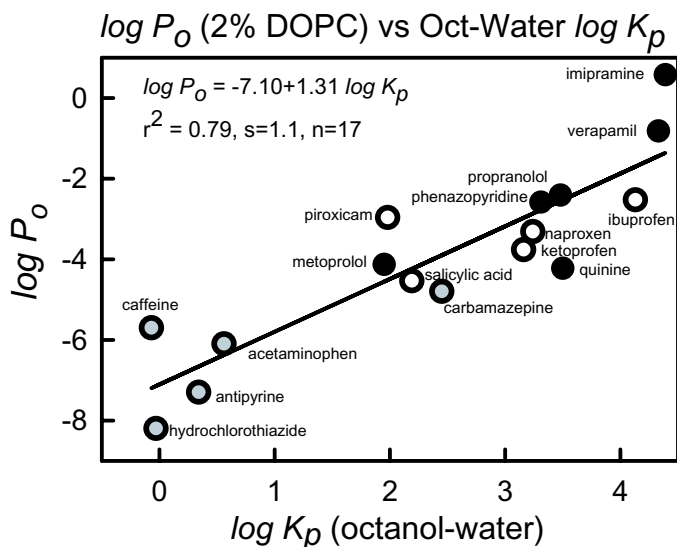 log Po (2% DOPC) vs Oct-Water log Kp
log Po = -7.10+1.31 log Kp
r2 = 0.79, s=1.1, n=17
imipramine
verapamil
propranolol
phenazopyridine
piroxicam
ibuprofen
naproxen
metoprolol
ketoprofen
salicylic acid
quinine
caffeine
carbamazepine
acetaminophen
antipyrine
hydrochlorothiazide
log Po
0
-2
-4
-6
-8
0 1 2 3 4
log Kp (octanol-water)